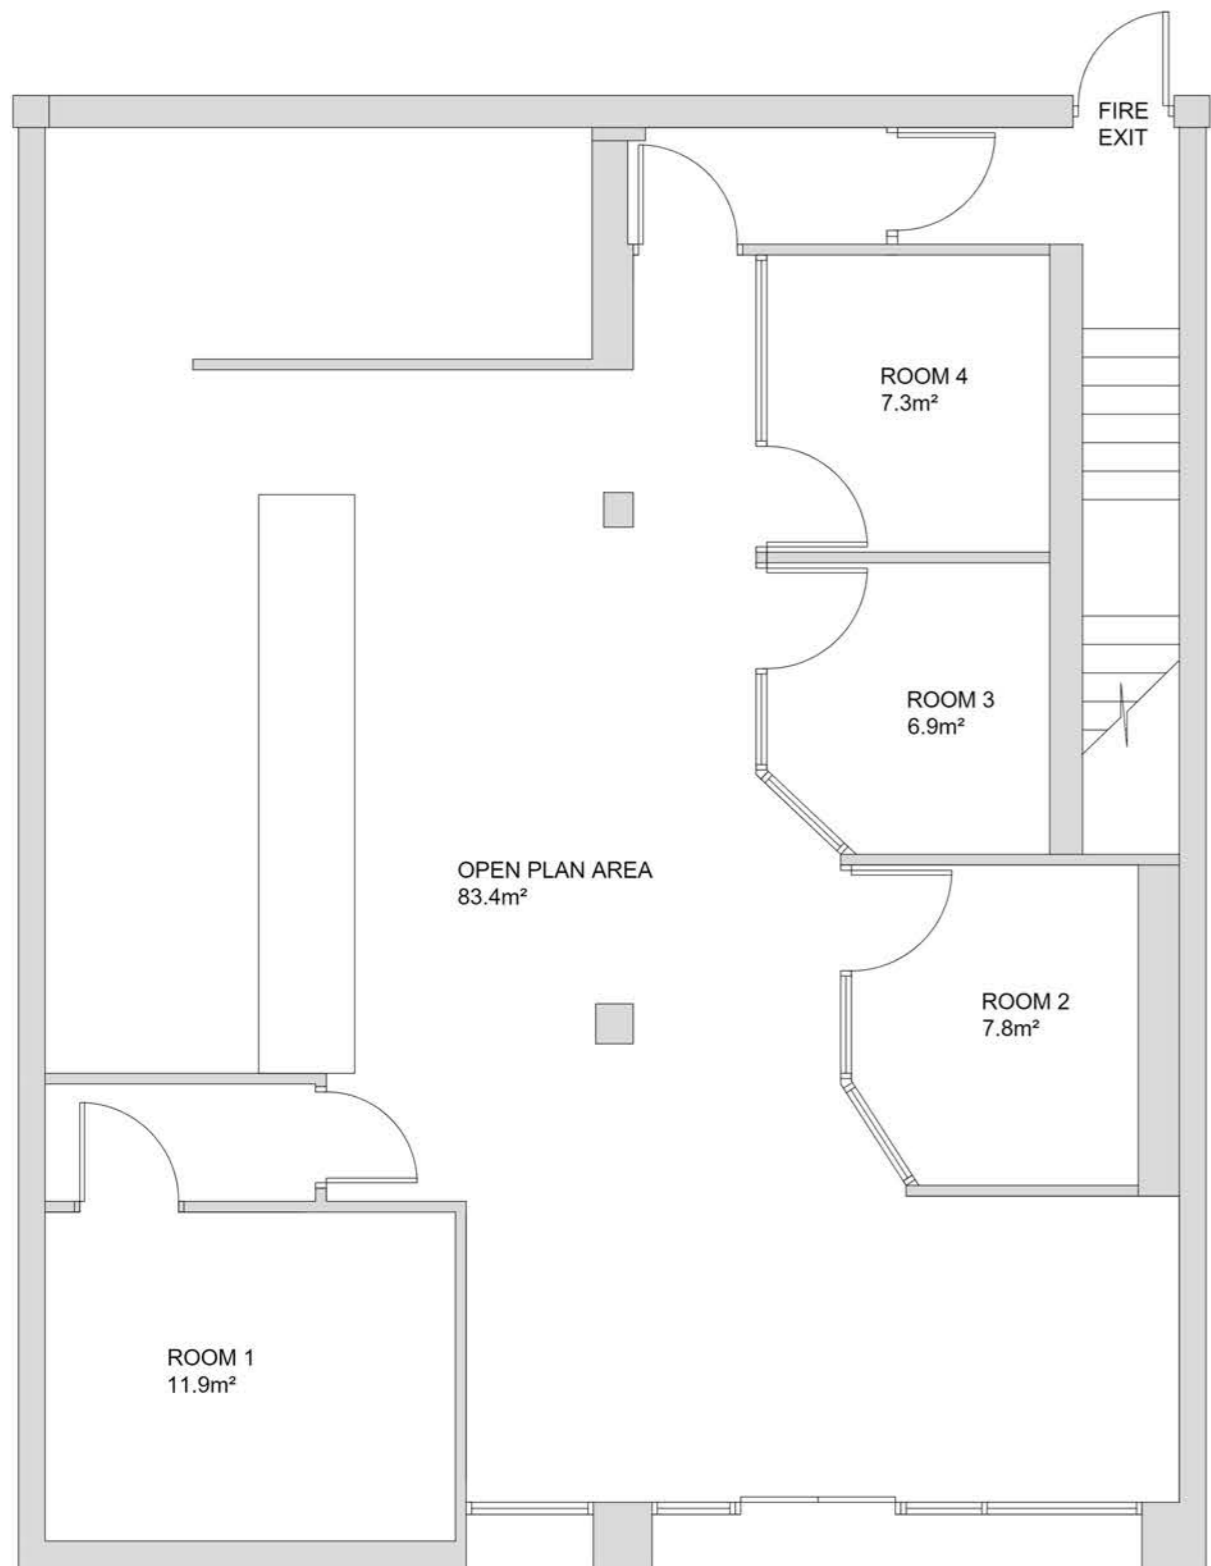 FIRE
EXIT
ROOM 4
7.3m²
ROOM 3
6.9m²
OPEN PLAN AREA
83.4m²
ROOM 2
7.8m²
ROOM 1
11.9m²